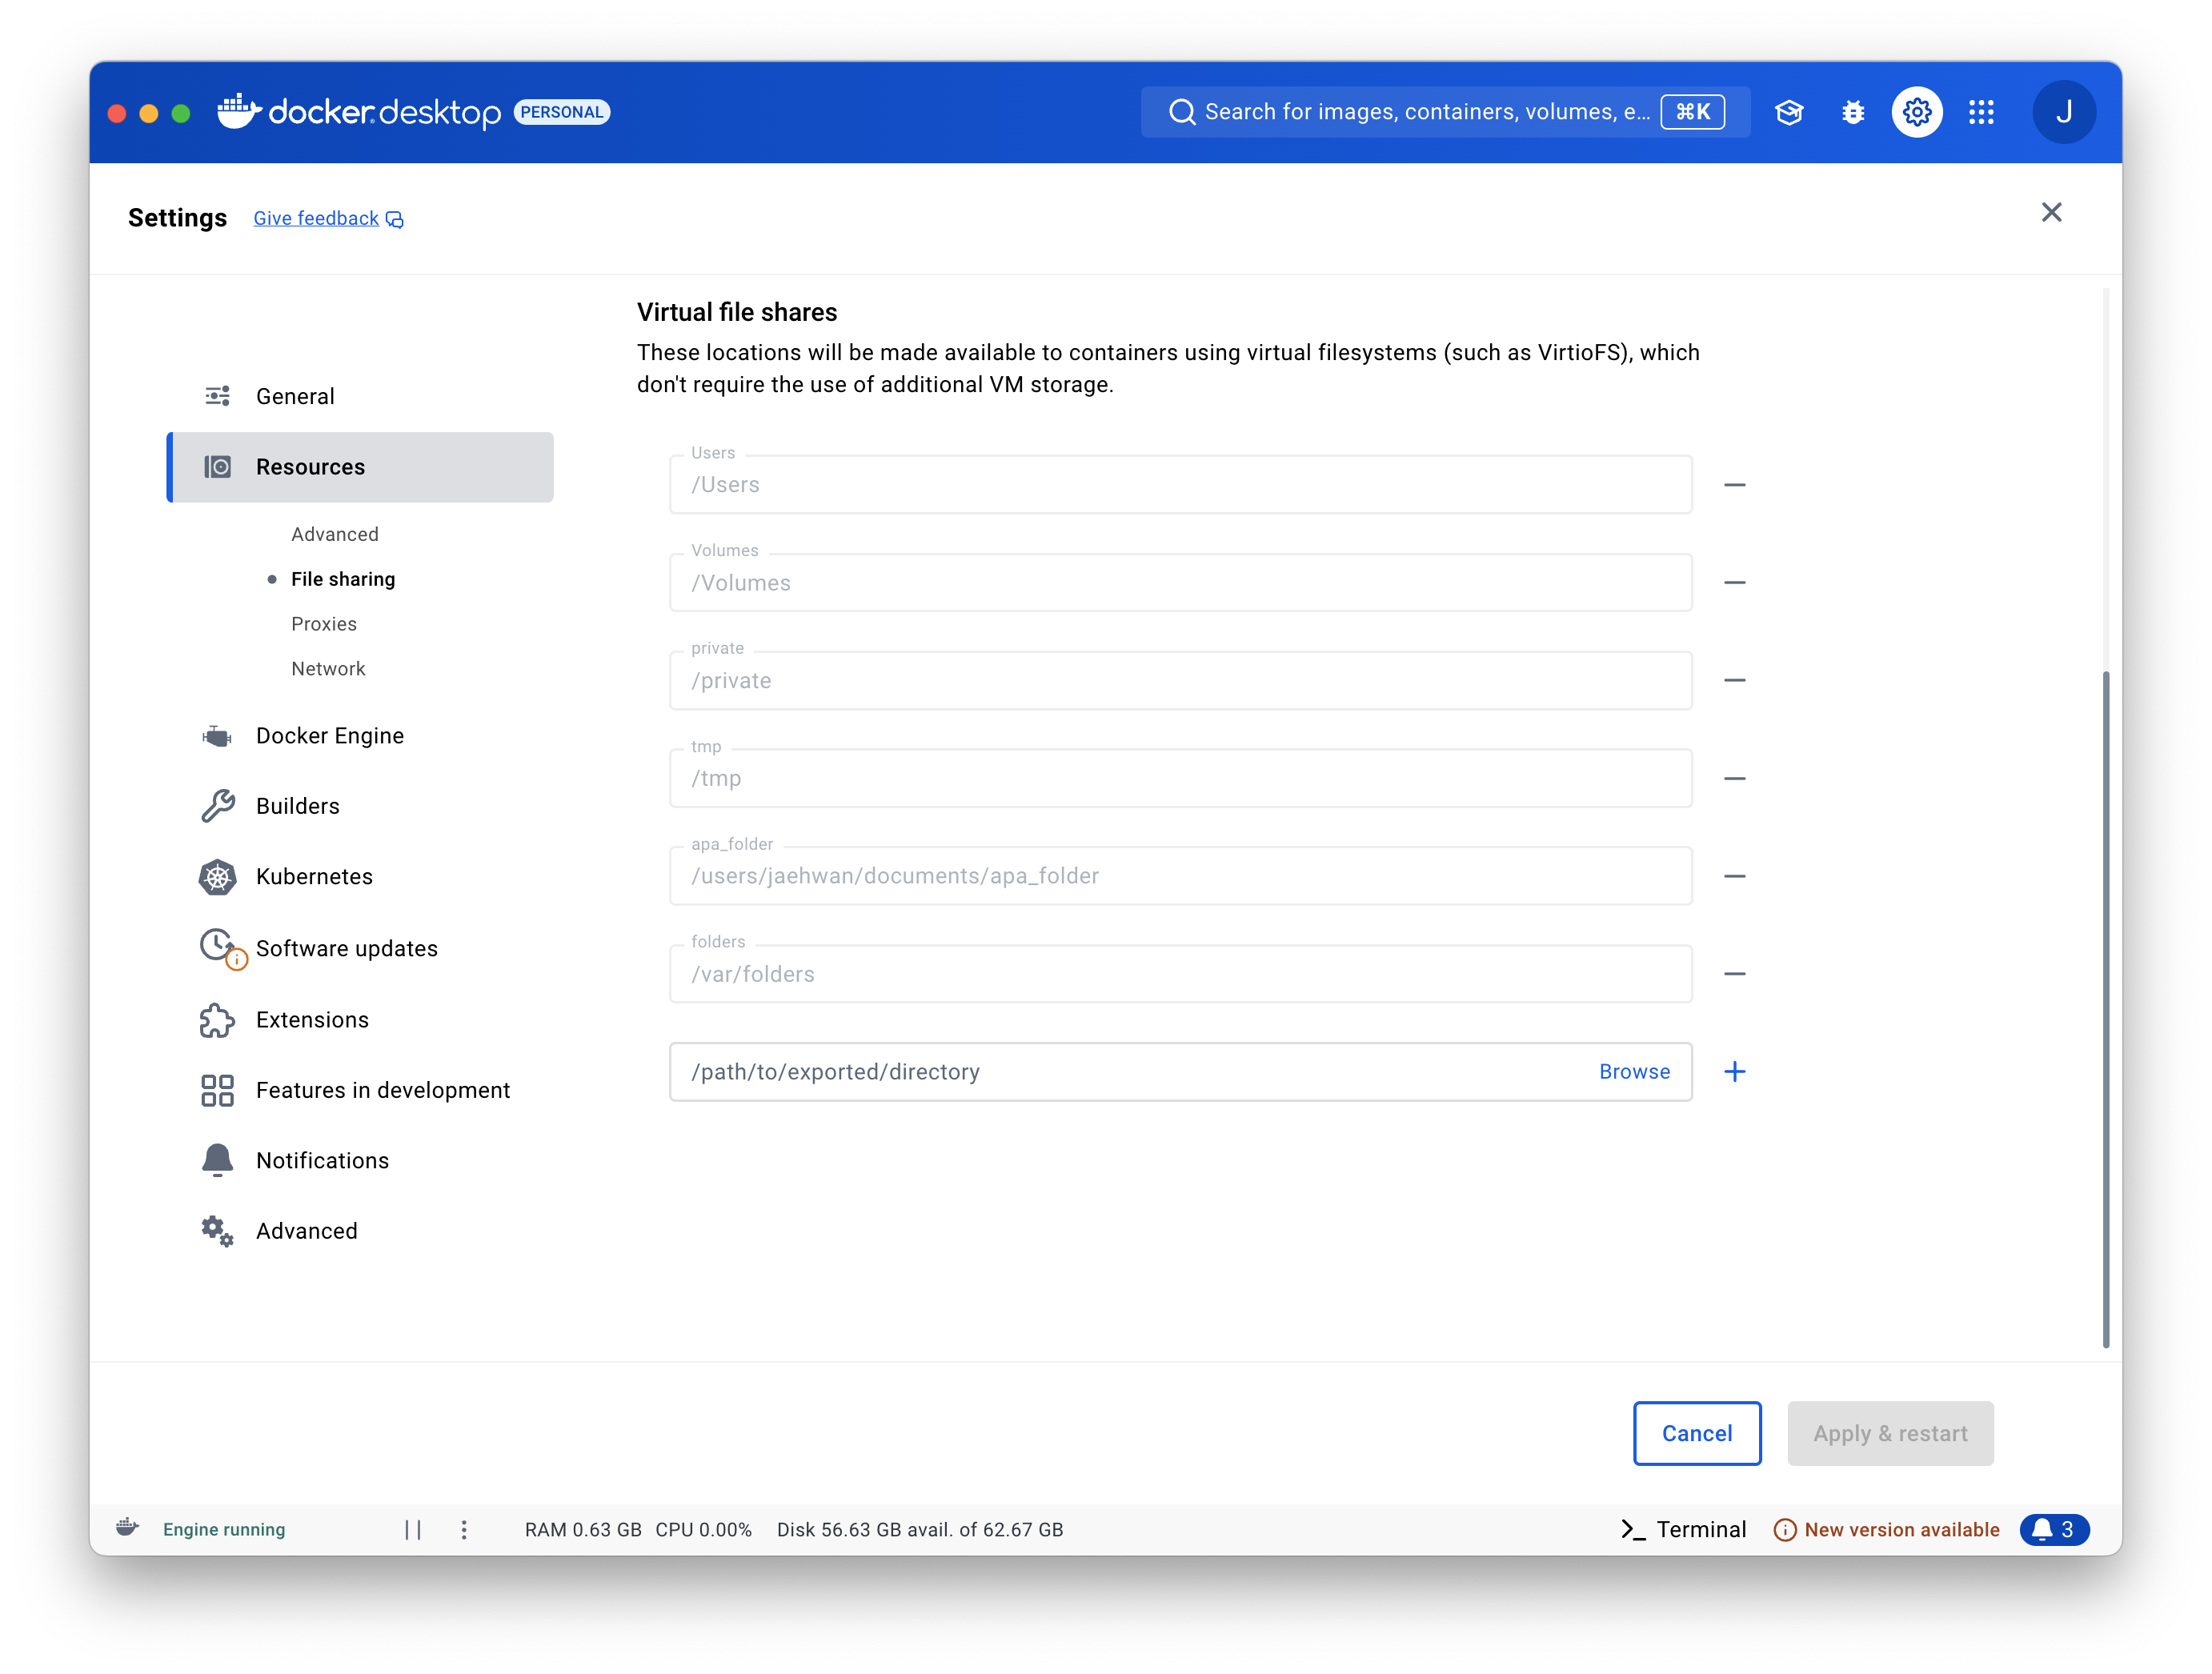 docker desktop PERSONAL
Search for images, containers, volumes, e... ⌘K
J
Settings Give feedback
General
Resources
Advanced
File sharing
Proxies
Network
Docker Engine
Builders
Kubernetes
Software updates
Extensions
Features in development
Notifications
Advanced
Virtual file shares
These locations will be made available to containers using virtual filesystems (such as VirtioFS), which
don't require the use of additional VM storage.
Users
/Users
Volumes
/Volumes
private
/private
tmp
/tmp
apa_folder
/users/jaehwan/documents/apa_folder
folders
/var/folders
/path/to/exported/directory Browse
Cancel Apply & restart
Engine running RAM 0.63 GB CPU 0.00% Disk 56.63 GB avail. of 62.67 GB Terminal New version available 3